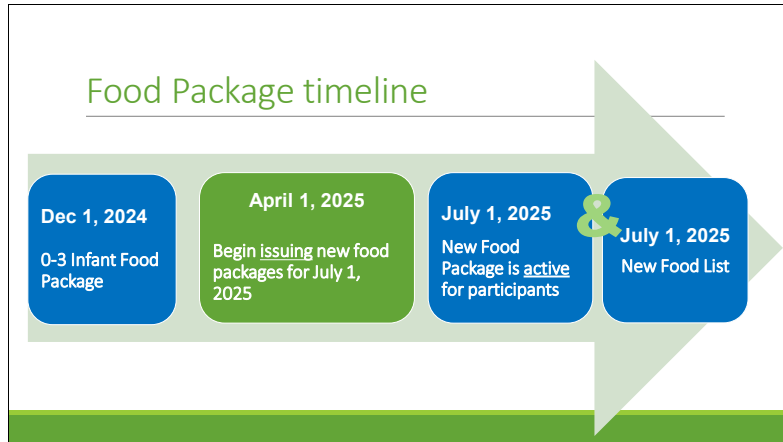 Food Package timeline
Dec 1, 2024
0-3 Infant Food
Package
April 1, 2025
Begin issuing new food
packages for July 1,
2025
July 1, 2025
New Food
Package is active
for participants
&
July 1, 2025
New Food List